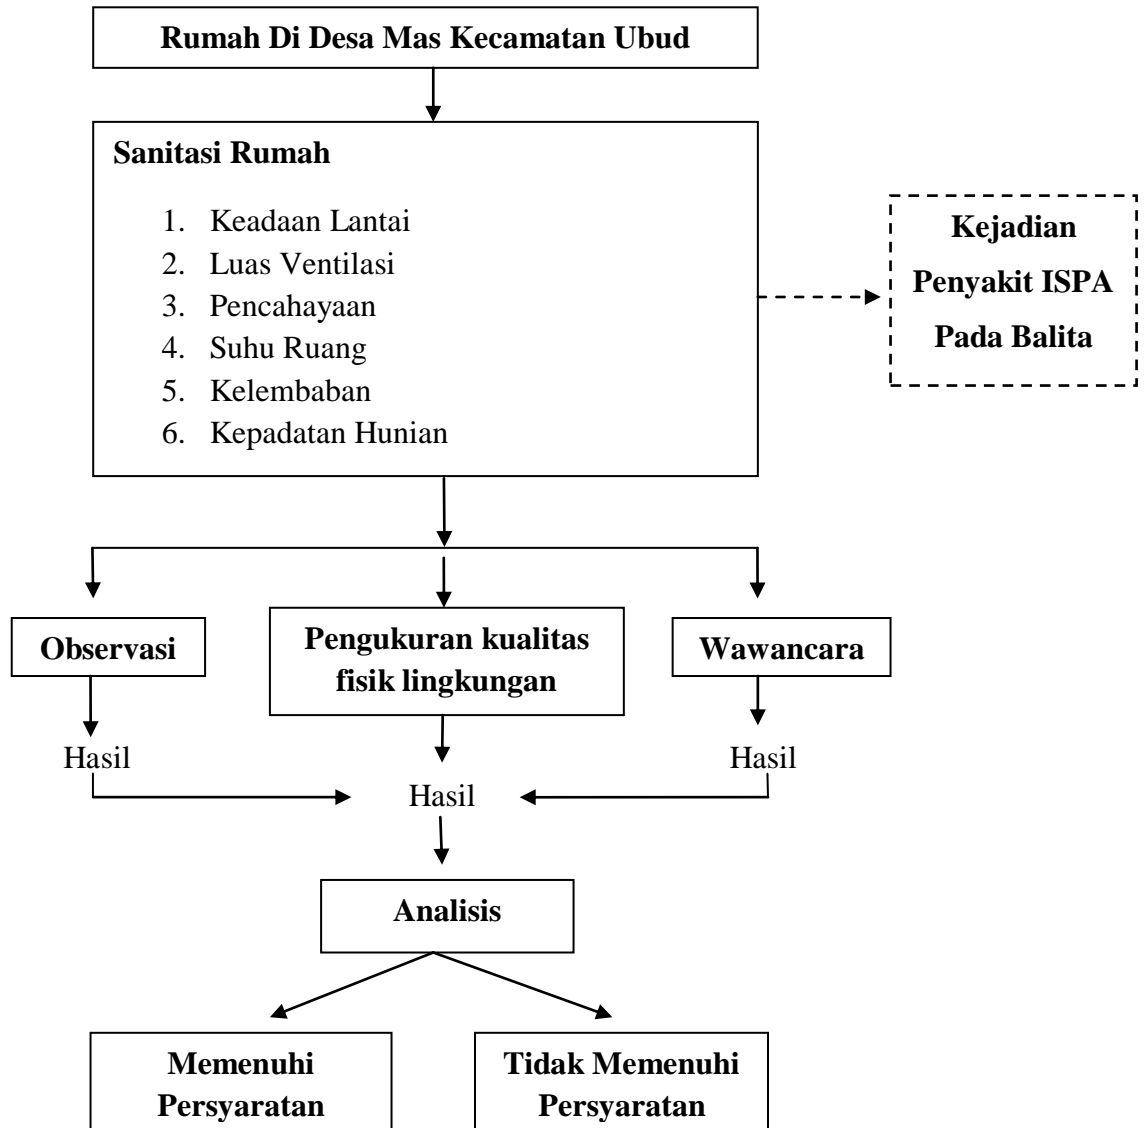 Rumah Di Desa Mas Kecamatan Ubud
Sanitasi Rumah
1. Keadaan Lantai
2. Luas Ventilasi
3. Pencahayaan
4. Suhu Ruang
5. Kelembaban
6. Kepadatan Hunian
Kejadian
Penyakit ISPA
Pada Balita
Observasi
Pengukuran kualitas
fisik lingkungan
Wawancara
Hasil
Hasil
Hasil
Analisis
Memenuhi
Persyaratan
Tidak Memenuhi
Persyaratan